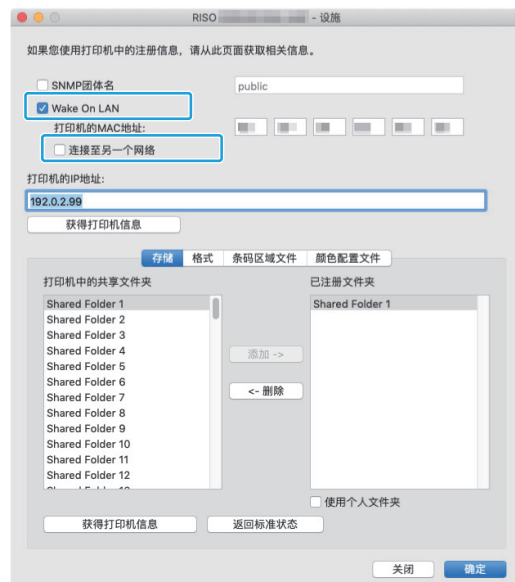 RISO - 设施
如果您使用打印机中的注册信息，请从此页面获取相关信息。
SNMP团体名
public
Wake On LAN
打印机的MAC地址:
连接至另一个网络
打印机的IP地址:
192.0.2.99
获得打印机信息
存储 格式 条码区域文件 颜色配置文件
打印机中的共享文件夹
Shared Folder 1
Shared Folder 2
Shared Folder 3
Shared Folder 4
Shared Folder 5
Shared Folder 6
Shared Folder 7
Shared Folder 8
Shared Folder 9
Shared Folder 10
Shared Folder 11
Shared Folder 12
添加 ->
<- 删除
已注册文件夹
Shared Folder 1
使用个人文件夹
获得打印机信息
返回标准状态
关闭
确定